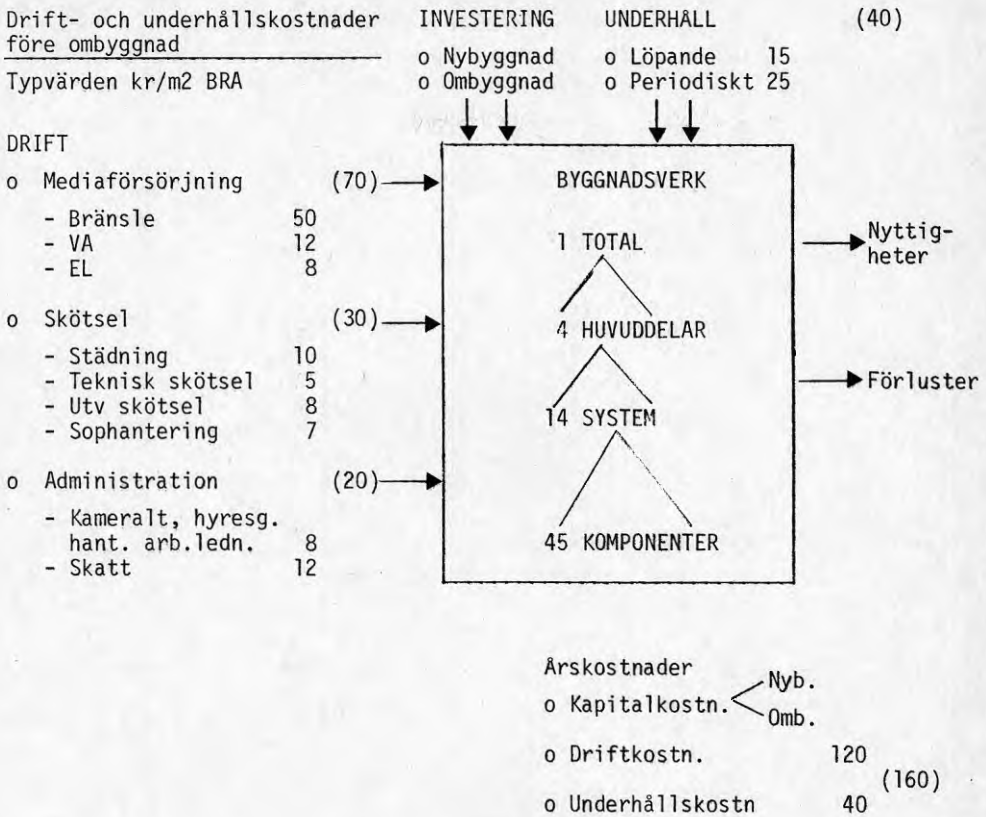 Drift- och underhållskostnader
före ombyggnad
Typvärden kr/m2 BRA
INVESTERING
o Nybyggnad
o Ombyggnad
UNDERHÅLL (40)
o Löpande 15
o Periodiskt 25
DRIFT
o Mediaförsörjning (70)
- Bränsle 50
- VA 12
- EL 8
o Skötsel (30)
- Städning 10
- Teknisk skötsel 5
- Utv skötsel 8
- Sophantering 7
o Administration (20)
- Kameralt, hyresg.
hant. arb.ledn. 8
- Skatt 12
BYGGNADSVERK
1 TOTAL
4 HUVUDDELAR
14 SYSTEM
45 KOMPONENTER
Nyttig-
heter
Förluster
Årskostnader
o Kapitalkostn.
Nyb.
Omb.
o Driftkostn. 120
(160)
o Underhållskostn 40